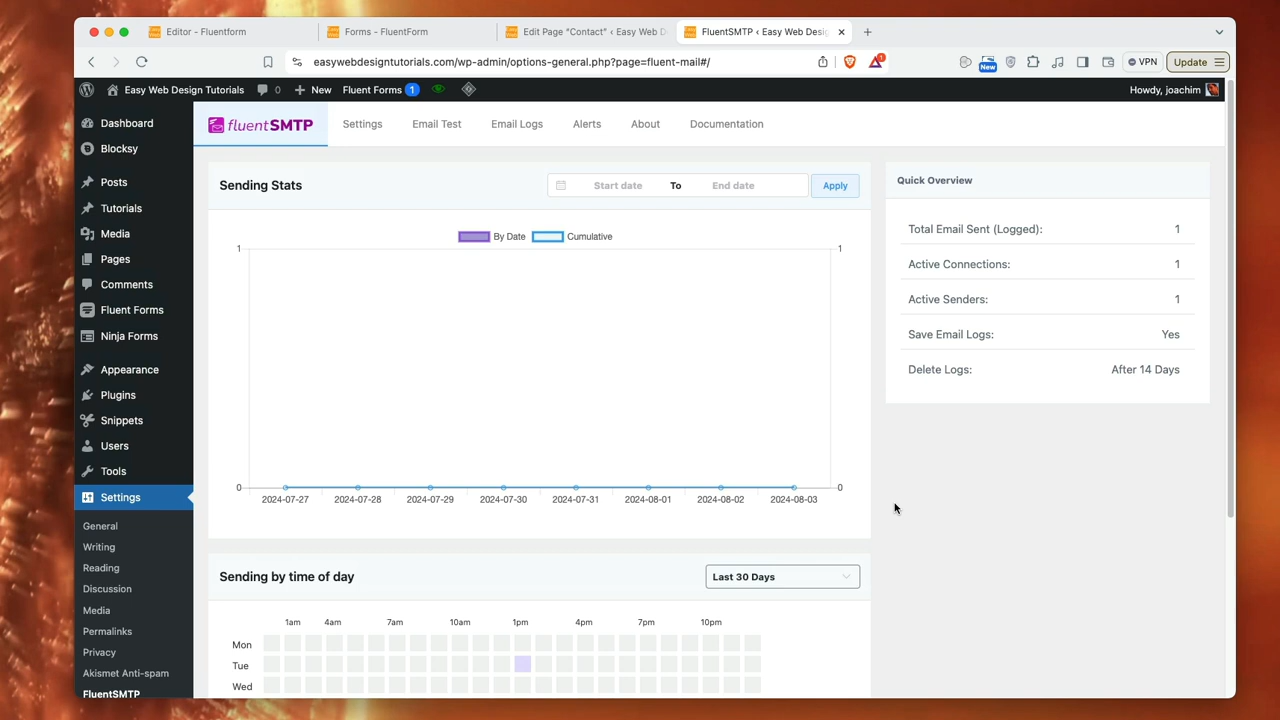 Editor - Fluentform
Forms - FluentForm
Edit Page "Contact" ‹ Easy Web D
FluentSMTP ‹ Easy Web Desi
easywebdesigntutorials.com/wp-admin/options-general.php?page=fluent-mail#/
1
New
VPN
Update
Easy Web Design Tutorials
0
New
Fluent Forms 1
Howdy, joachim
Dashboard
Blocksy
Posts
Tutorials
Media
Pages
Comments
Fluent Forms
Ninja Forms
Appearance
Plugins
Snippets
Users
Tools
Settings
General
Writing
Reading
Discussion
Media
Permalinks
Privacy
Akismet Anti-spam
FluentSMTP
fluentSMTP
Settings
Email Test
Email Logs
Alerts
About
Documentation
Sending Stats
Start date
To
End date
Apply
By Date
Cumulative
1
1
0
0
2024-07-27
2024-07-28
2024-07-29
2024-07-30
2024-07-31
2024-08-01
2024-08-02
2024-08-03
Sending by time of day
Last 30 Days
1am
4am
7am
10am
1pm
4pm
7pm
10pm
Mon
Tue
Wed
Quick Overview
Total Email Sent (Logged): 1
Active Connections: 1
Active Senders: 1
Save Email Logs: Yes
Delete Logs: After 14 Days